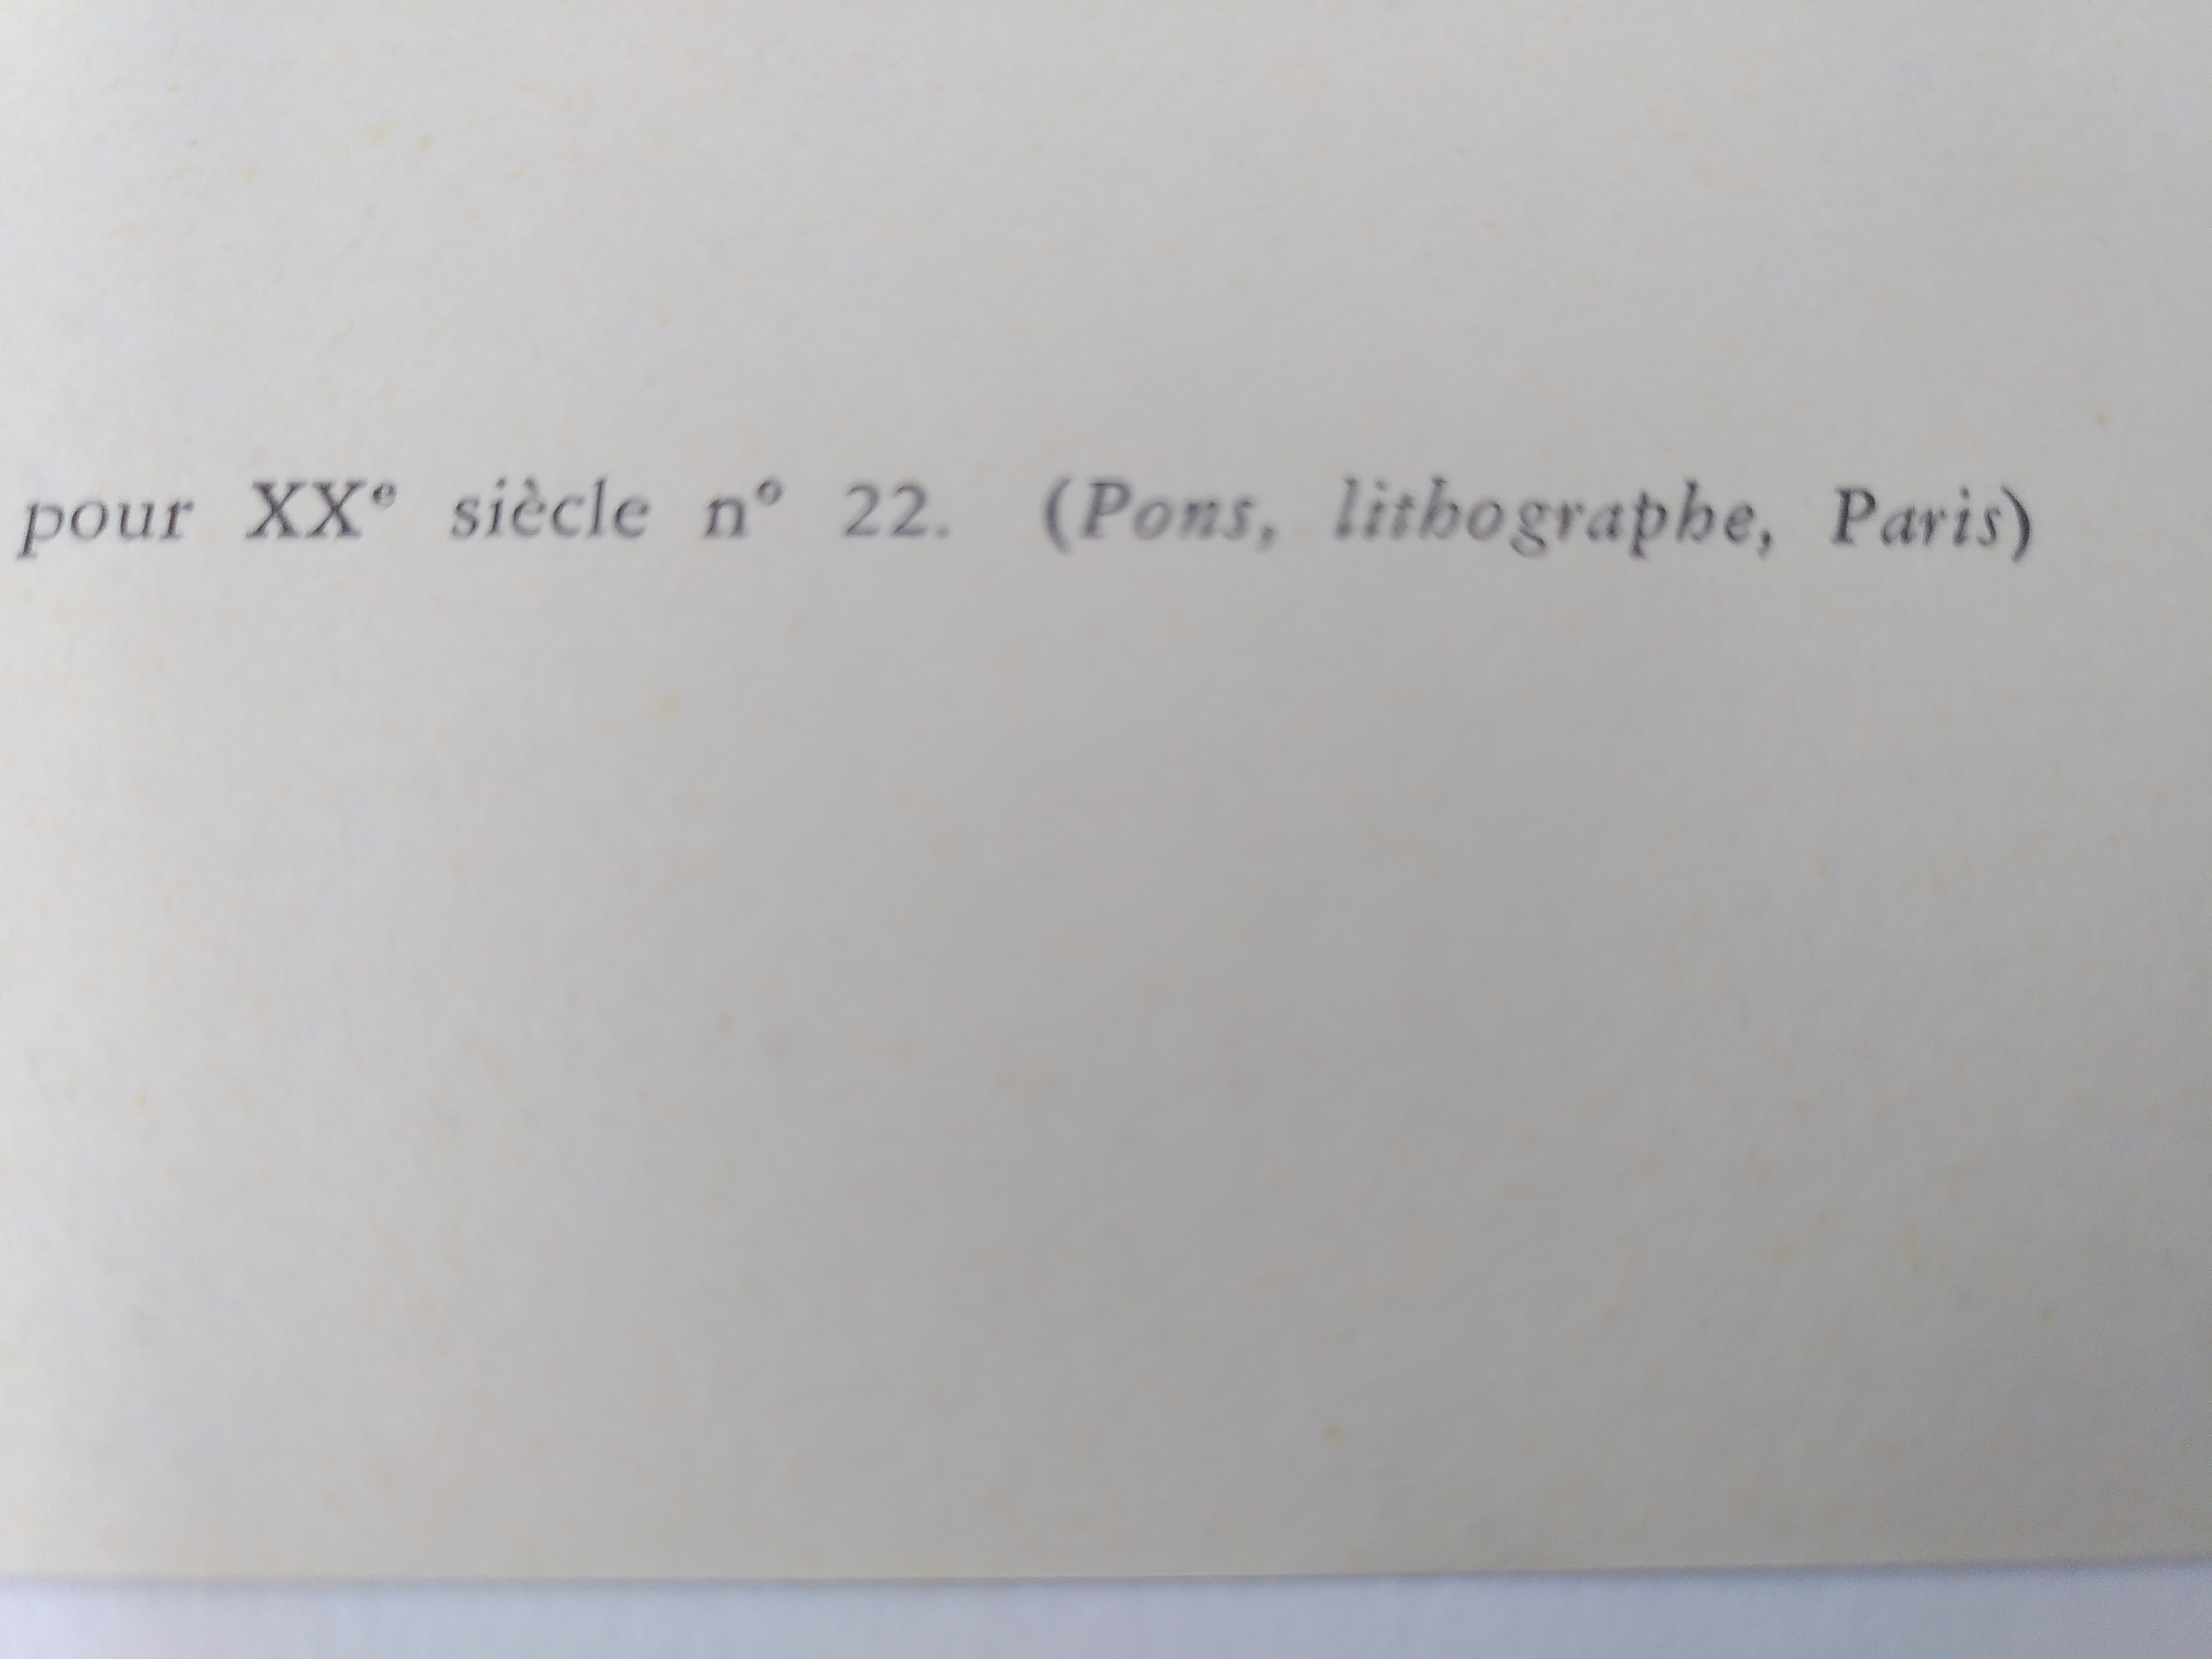 pour XXᵉ siècle nº 22. (Pons, lithographe, Paris)